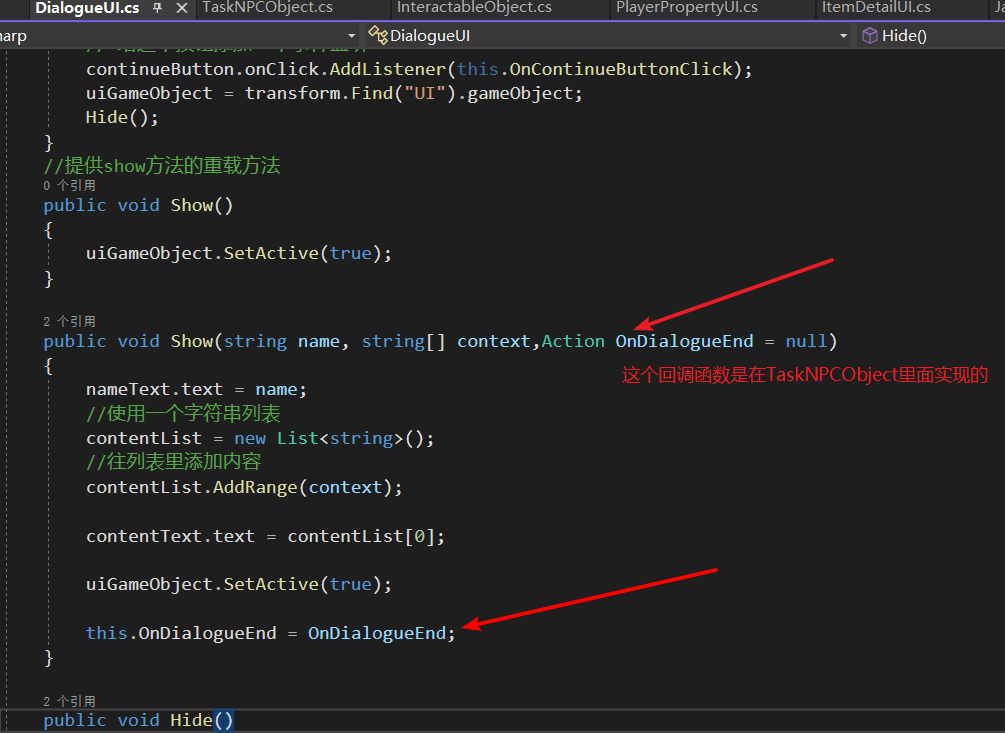 DialogueUI.cs TaskNPCObject.cs InteractableObject.cs PlayerPropertyUI.cs ItemDetailUI.cs
harp DialogueUI Hide()
continueButton.onClick.AddListener(this.OnContinueButtonClick);
uiGameObject = transform.Find("UI").gameObject;
Hide();
}
//提供show方法的重载方法
0 个引用
public void Show()
{
uiGameObject.SetActive(true);
}
2 个引用
public void Show(string name, string[] context,Action OnDialogueEnd = null)
{
这个回调函数是在TaskNPCObject里面实现的
nameText.text = name;
//使用一个字符串列表
contentList = new List<string>();
//往列表里添加内容
contentList.AddRange(context);
contentText.text = contentList[0];
uiGameObject.SetActive(true);
this.OnDialogueEnd = OnDialogueEnd;
}
2 个引用
public void Hide()